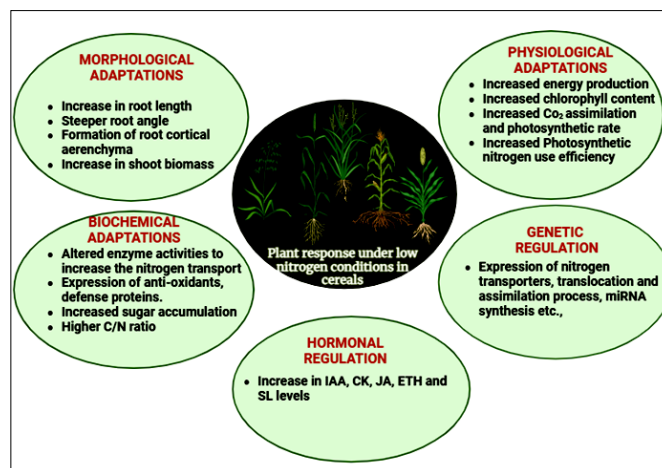 MORPHOLOGICAL
ADAPTATIONS
• Increase in root length
• Steeper root angle
• Formation of root cortical
aerenchyma
• Increase in shoot biomass
PHYSIOLOGICAL
ADAPTATIONS
• Increased energy production
• Increased chlorophyll content
• Increased Co₂ assimilation
and photosynthetic rate
• Increased Photosynthetic
nitrogen use efficiency
Plant response under low
nitrogen conditions in
cereals
BIOCHEMICAL
ADAPTATIONS
• Altered enzyme activities to
increase the nitrogen transport
• Expression of anti-oxidants,
defense proteins.
• Increased sugar accumulation
• Higher C/N ratio
GENETIC
REGULATION
• Expression of nitrogen
transporters, translocation and
assimilation process, miRNA
synthesis etc.,
HORMONAL
REGULATION
• Increase in IAA, CK, JA, ETH and
SL levels